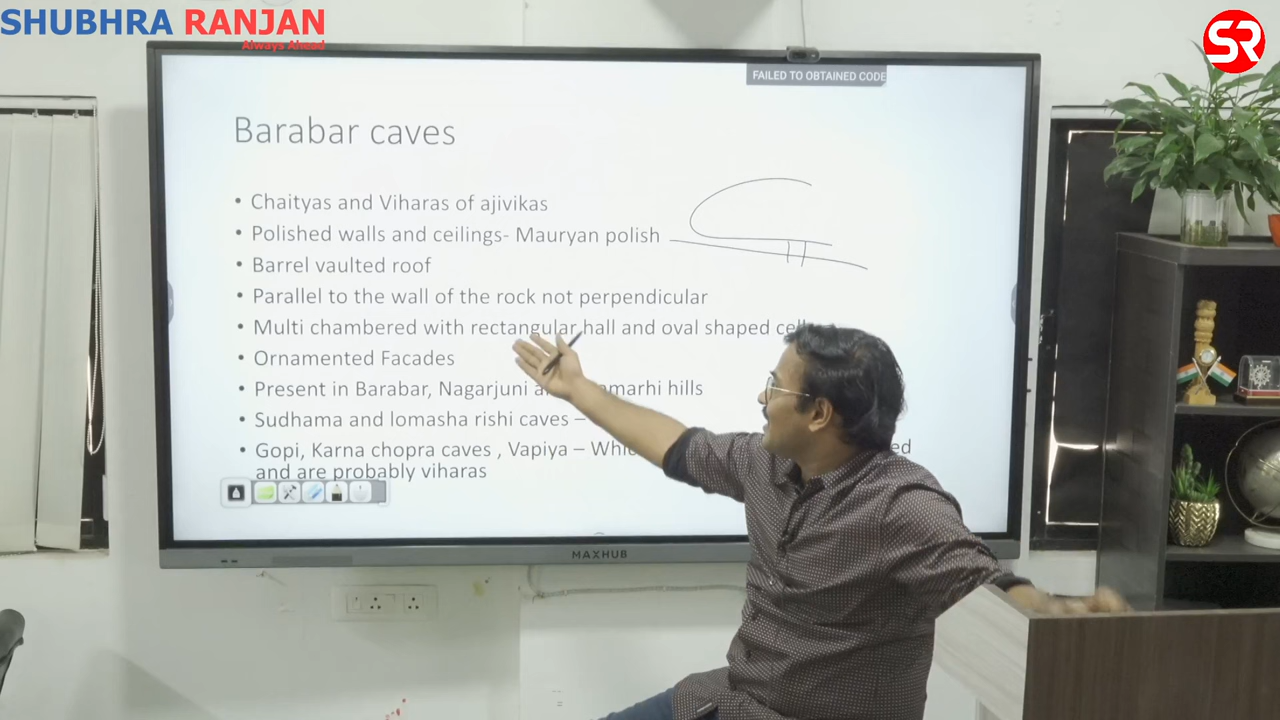 SHUBHRA RANJAN
Always Ahead
SR
FAILED TO OBTAINED CODE
Barabar caves
• Chaityas and Viharas of ajivikas
• Polished walls and ceilings- Mauryan polish
• Barrel vaulted roof
• Parallel to the wall of the rock not perpendicular
• Multi chambered with rectangular hall and oval shaped
• Ornamented Facades
• Present in Barabar, Nagarjuni hills
• Sudhama and lomasha rishi caves –
• Gopi, Karna chopra caves , Vapiya –
and are probably viharas
MAXHUB